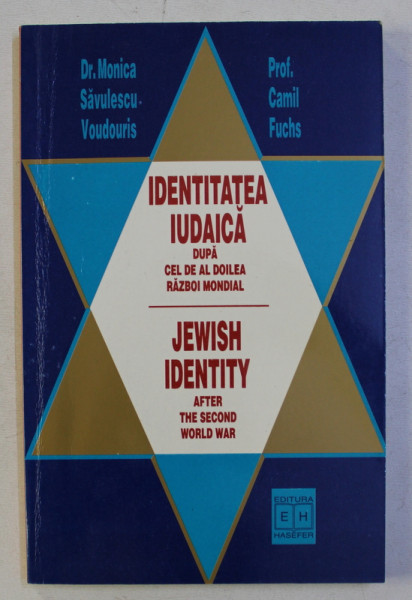 Dr. Monica
Săvulescu-
Voudouris
Prof.
Camil
Fuchs
IDENTITATEA
IUDAICĂ
DUPĂ
CEL DE AL DOILEA
RĂZBOI MONDIAL
JEWISH
IDENTITY
AFTER
THE SECOND
WORLD WAR
EDITURA
E H
HASEFER